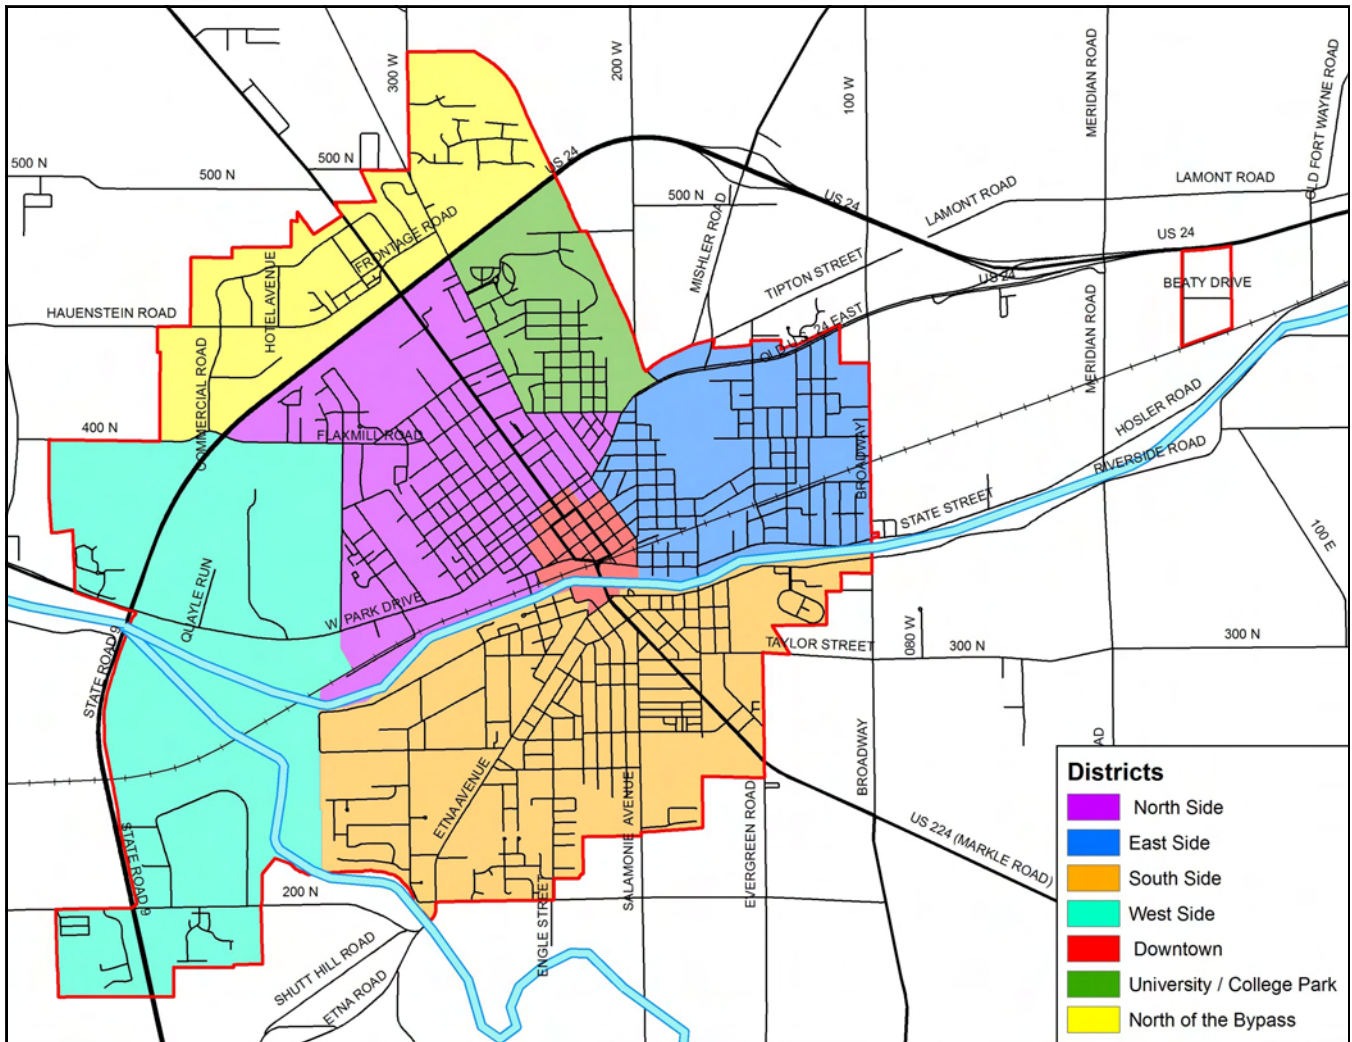 300 W
200 W
100 W
MERIDIAN ROAD
OLD FORT WAYNE ROAD
500 N
500 N
500 N
US 24
500 N
MISHLER ROAD
US 24
LAMONT ROAD
LAMONT ROAD
US 24
FRONTAGE ROAD
HOTEL AVENUE
TIPTON STREET
US 24
BEATY DRIVE
HAUENSTEIN ROAD
OLD U.S. 24 EAST
MERIDIAN ROAD
COMMERCIAL ROAD
HOSLER ROAD
400 N
FLAXMILL ROAD
BROADWAY
RIVERSIDE ROAD
STATE STREET
100 E
QUAYLE RUN
W. PARK DRIVE
080 W
STATE ROAD 9
TAYLOR STREET
300 N
300 N
BROADWAY
AD
ETNA AVENUE
SALAMONIE AVENUE
EVERGREEN ROAD
US 224 (MARKLE ROAD)
STATE ROAD 9
200 N
ENGLE STREET
SHUTT HILL ROAD
ETNA ROAD
Districts
North Side
East Side
South Side
West Side
Downtown
University / College Park
North of the Bypass